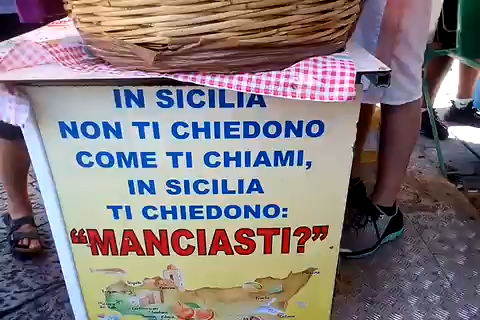 IN SICILIA
NON TI CHIEDONO
COME TI CHIAMI,
IN SICILIA
TI CHIEDONO:
“MANCIASTI?”